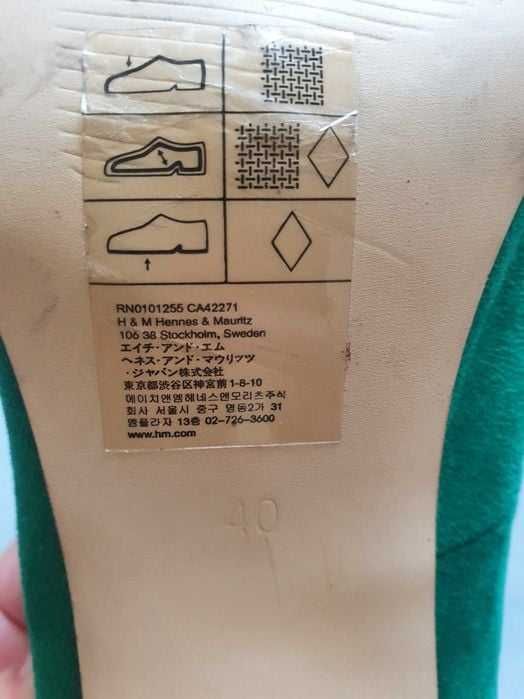 RN0101255 CA42271
H & M Hennes & Mauritz
106 38 Stockholm, Sweden
エイチ・アンド・エム
ヘネス・アンド・マウリッツ
・ジャパン株式会社
東京都渋谷区神宮前1-8-10
에이치앤엠헤네스앤모리츠주식
회사 서울시 중구 명동2가 31
엠플라자 13층 02-726-3600
www.hm.com
40